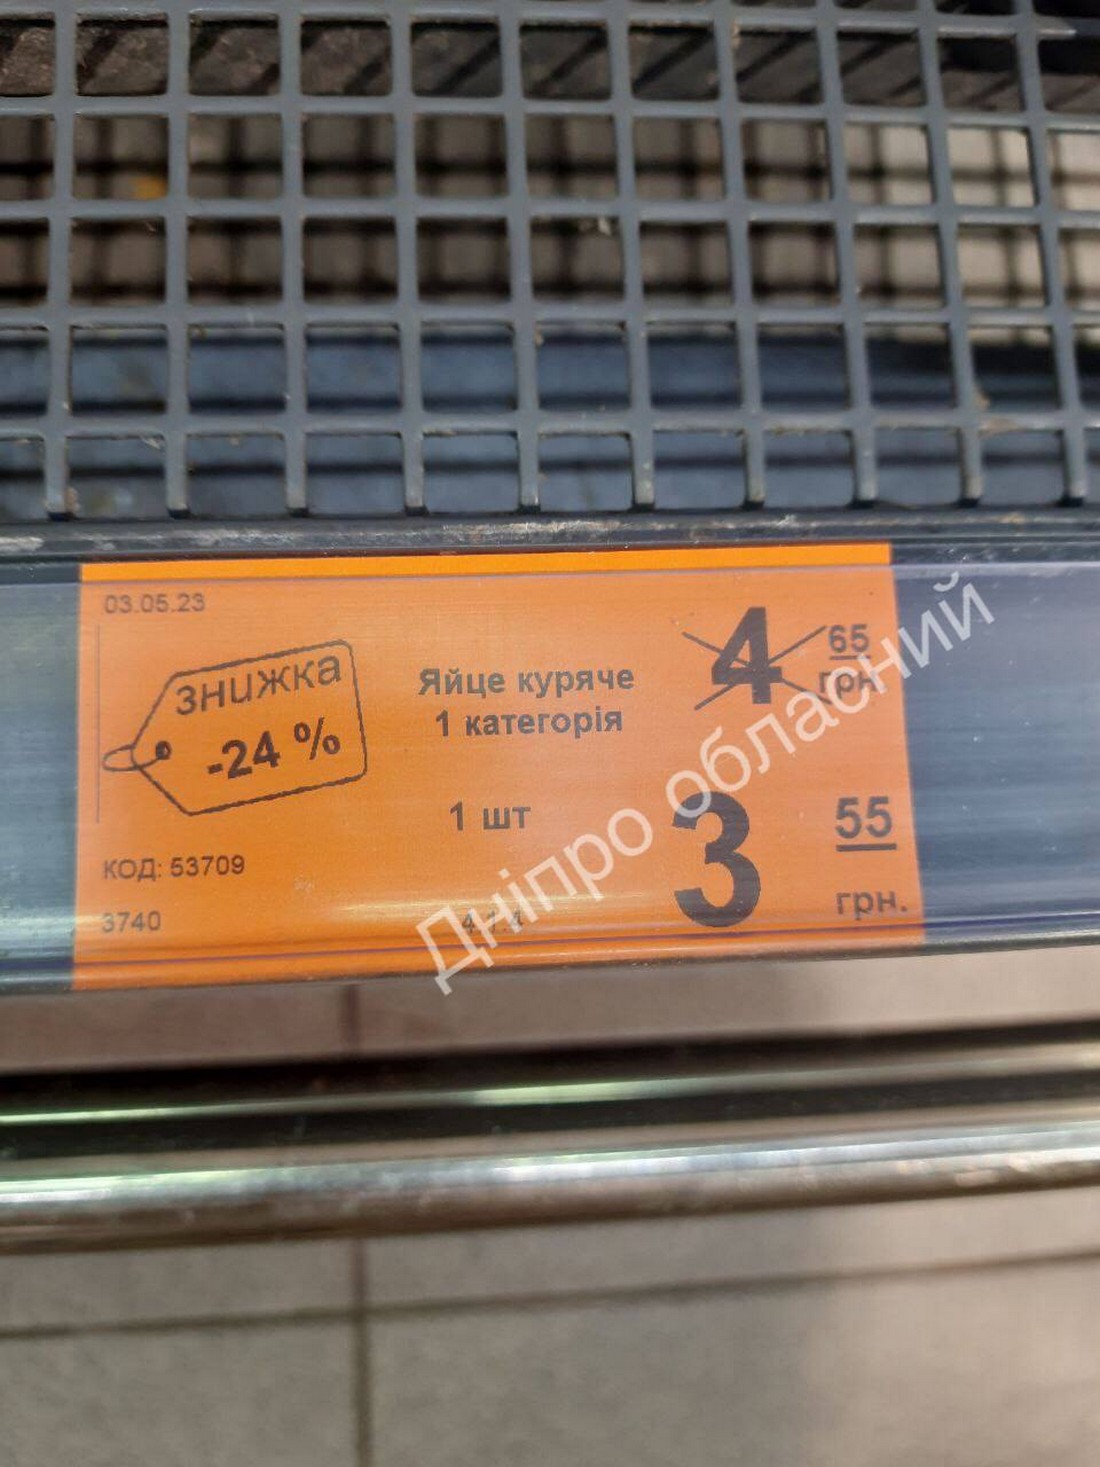 03.05.23
знижка
-24 %
Яйце куряче
1 категорія
1 шт
4 65
грн
3 55
грн.
КОД: 53709
3740
Дніпро обласний